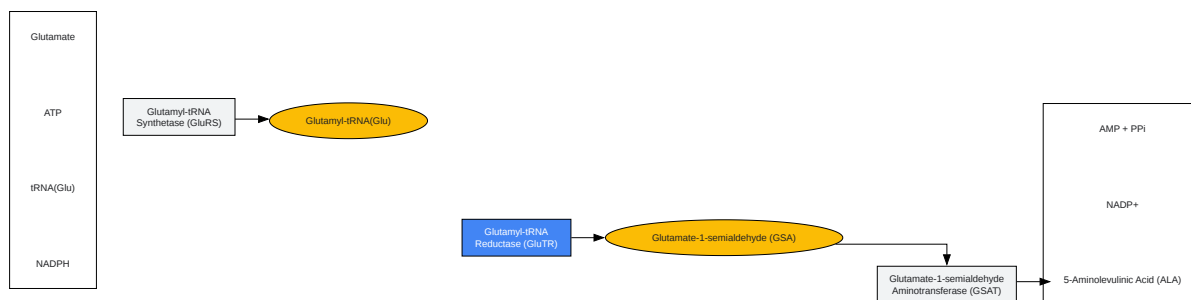 Glutamate
ATP
tRNA(Glu)
NADPH
Glutamyl-tRNA
Synthetase (GluRS)
Glutamyl-tRNA(Glu)
Glutamyl-tRNA
Reductase (GluTR)
Glutamate-1-semialdehyde (GSA)
Glutamate-1-semialdehyde
Aminotransferase (GSAT)
AMP + PPi
NADP+
5-Aminolevulinic Acid (ALA)